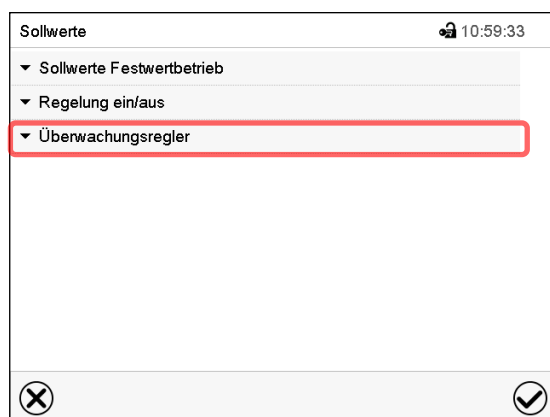 Sollwerte 10:59:33
Sollwerte Festwertbetrieb
Regelung ein/aus
Überwachungsregler